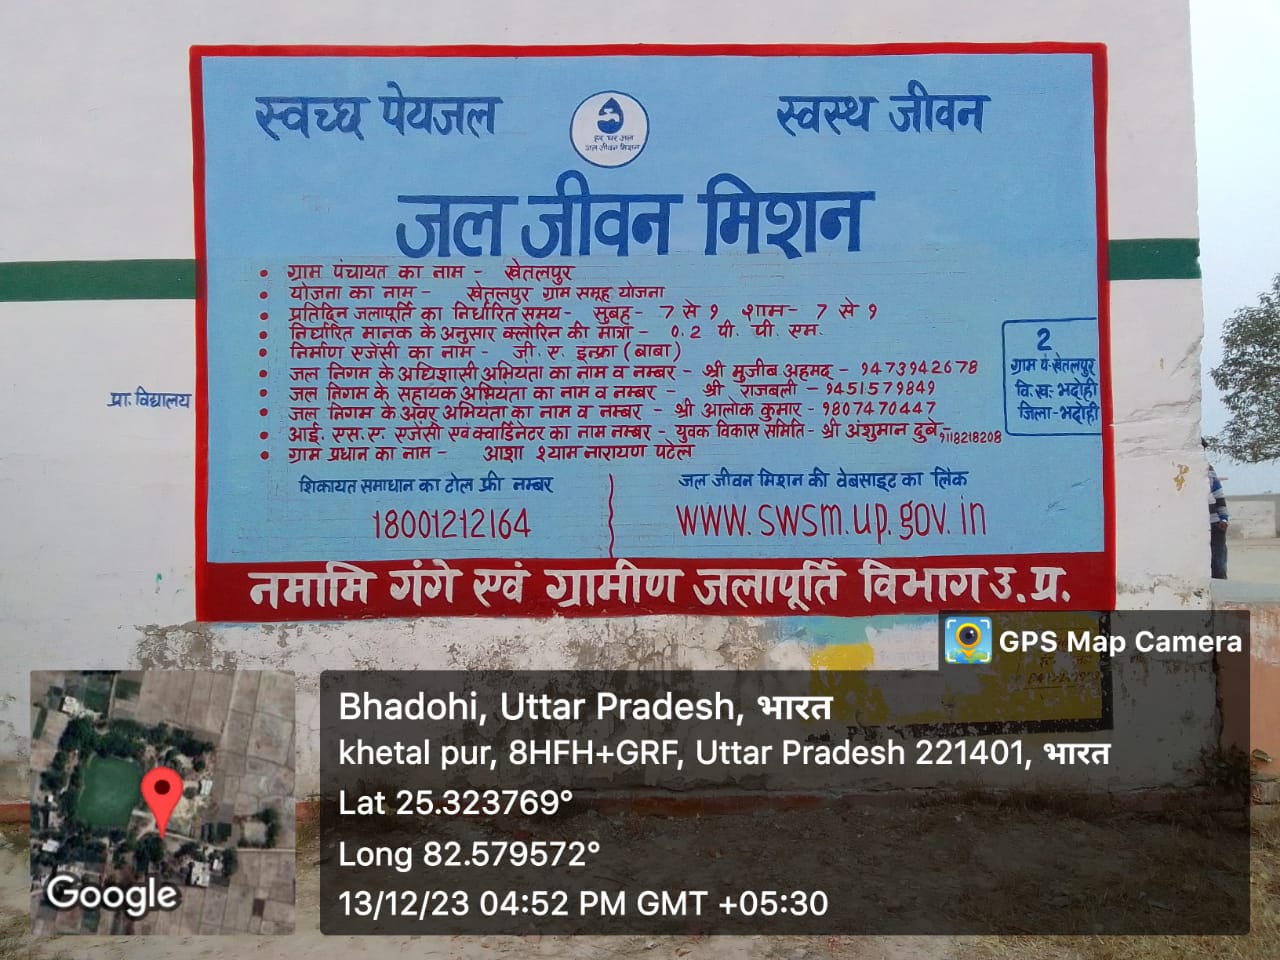 स्वच्छ पेयजल
स्वस्थ जीवन
हर घर जल
जल जीवन मिशन
जल जीवन मिशन
• ग्राम पंचायत का नाम - खेतलपुर
• योजना का नाम - खेतलपुर ग्राम समूह योजना
• प्रतिदिन जलापूर्ति का निर्धारित समय- सुबह- 7 से 9 शाम- 7 से 9
• निर्धारित मानक के अनुसार क्लोरिन की मात्रा - 0.2 पी. पी. एम.
• निर्माण एजेंसी का नाम - जी. ए. इन्फ्रा (बाबा)
• जल निगम के अधिशासी अभियंता का नाम व नम्बर - श्री मुजीब अहमद - 9473942678
• जल निगम के सहायक अभियंता का नाम व नम्बर - श्री राजबली - 9451579849
• जल निगम के अवर अभियंता का नाम व नम्बर - श्री आलोक कुमार - 9807470447
• आई. एस. ए. एजेंसी एवं क्वार्डिनेटर का नाम नम्बर - युवक विकास समिति - श्री अंशुमान दुबे - 9118218208
• ग्राम प्रधान का नाम - आशा श्याम नारायण पटेल
2
ग्राम पं-खेतलपुर
वि. ख.- भदोही
जिला - भदोही
प्रा. विद्यालय
शिकायत समाधान का टोल फ्री नम्बर
18001212164
जल जीवन मिशन की वेबसाइट का लिंक
www.swsm.up.gov.in
नमामि गंगे एवं ग्रामीण जलापूर्ति विभाग उ.प्र.
GPS Map Camera
Bhadohi, Uttar Pradesh, भारत
khetal pur, 8HFH+GRF, Uttar Pradesh 221401, भारत
Lat 25.323769°
Long 82.579572°
13/12/23 04:52 PM GMT +05:30
Google